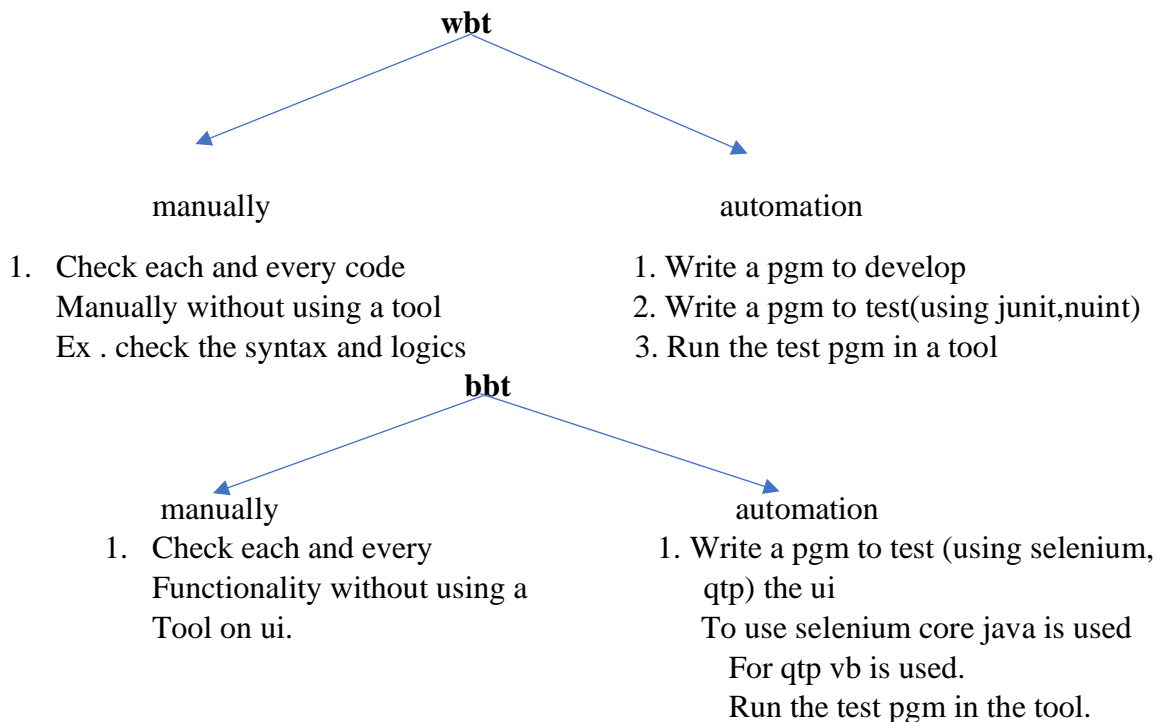 wbt
manually
automation
1. Check each and every code
Manually without using a tool
Ex . check the syntax and logics
1. Write a pgm to develop
2. Write a pgm to test(using junit,nuint)
3. Run the test pgm in a tool
bbt
manually
automation
1. Check each and every
Functionality without using a
Tool on ui.
1. Write a pgm to test (using selenium,
qtp) the ui
To use selenium core java is used
For qtp vb is used.
Run the test pgm in the tool.